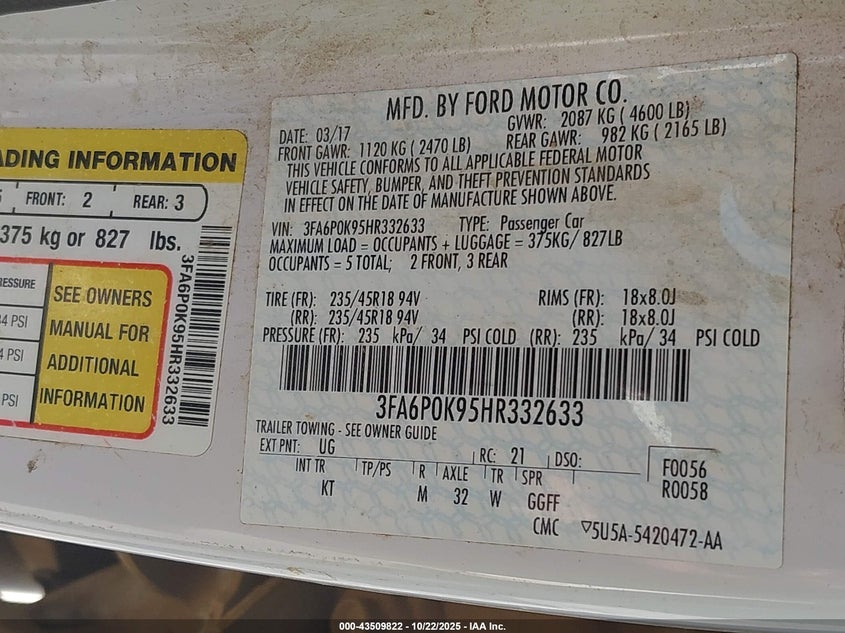 ADING INFORMATION
FRONT: 2 REAR: 3
375 kg or 827 lbs.
RESSURE
34 PSI
4 PSI
PSI
SEE OWNERS
MANUAL FOR
ADDITIONAL
INFORMATION
3FA6P0K95HR332633
MFD. BY FORD MOTOR CO.
DATE: 03/17 GVWR: 2087 KG ( 4600 LB)
FRONT GAWR: 1120 KG ( 2470 LB) REAR GAWR: 982 KG ( 2165 LB)
THIS VEHICLE CONFORMS TO ALL APPLICABLE FEDERAL MOTOR
VEHICLE SAFETY, BUMPER, AND THEFT PREVENTION STANDARDS
IN EFFECT ON THE DATE OF MANUFACTURE SHOWN ABOVE.
VIN: 3FA6P0K95HR332633 TYPE: Passenger Car
MAXIMUM LOAD = OCCUPANTS + LUGGAGE = 375KG/ 827LB
OCCUPANTS = 5 TOTAL; 2 FRONT, 3 REAR
TIRE (FR): 235/45R18 94V RIMS (FR): 18x8.0J
(RR): 235/45R18 94V (RR): 18x8.0J
PRESSURE (FR): 235 kPa/ 34 PSI COLD (RR): 235 kPa/ 34 PSI COLD
3FA6P0K95HR332633
TRAILER TOWING - SEE OWNER GUIDE
EXT PNT: UG RC: 21 DSO:
INT TR TP/PS R AXLE TR SPR
KT M 32 W GGFF
F0056
R0058
CMC ▽5U5A-5420472-AA
000-43509822 - 10/22/2025 - IAA Inc.